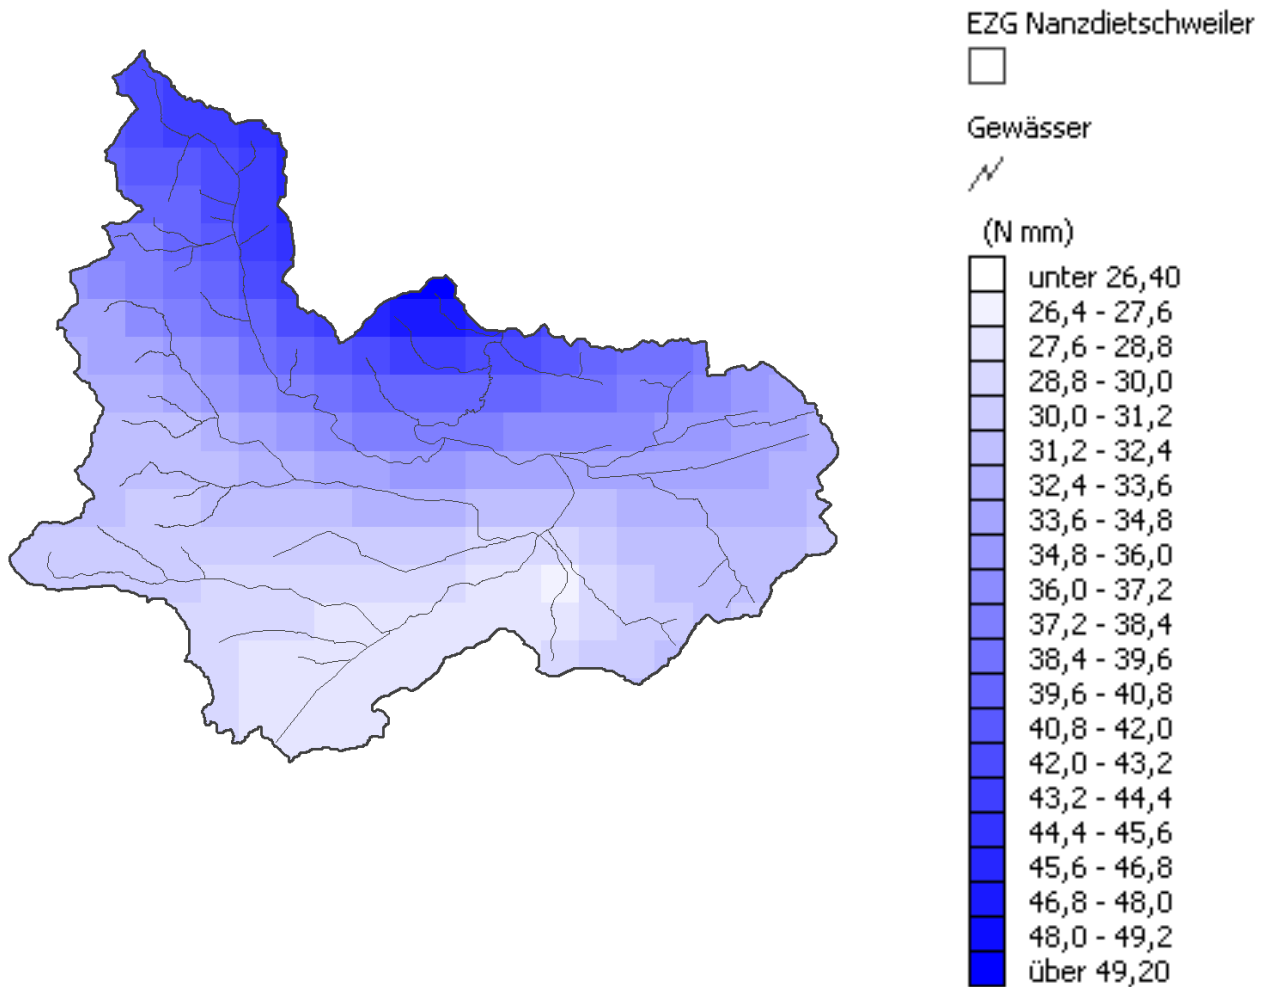 EZG Nanzdietschweiler
Gewässer
(N mm)
unter 26,40
26,4 - 27,6
27,6 - 28,8
28,8 - 30,0
30,0 - 31,2
31,2 - 32,4
32,4 - 33,6
33,6 - 34,8
34,8 - 36,0
36,0 - 37,2
37,2 - 38,4
38,4 - 39,6
39,6 - 40,8
40,8 - 42,0
42,0 - 43,2
43,2 - 44,4
44,4 - 45,6
45,6 - 46,8
46,8 - 48,0
48,0 - 49,2
über 49,20